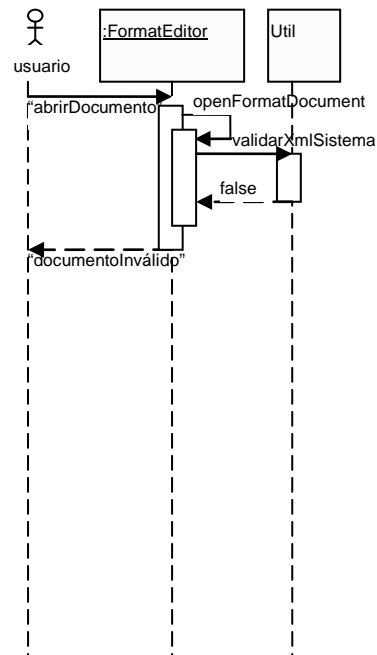 :FormatEditor
Util
usuario
“abrirDocumento
openFormatDocument
validarXmlSistema
false
“documentoInválido”